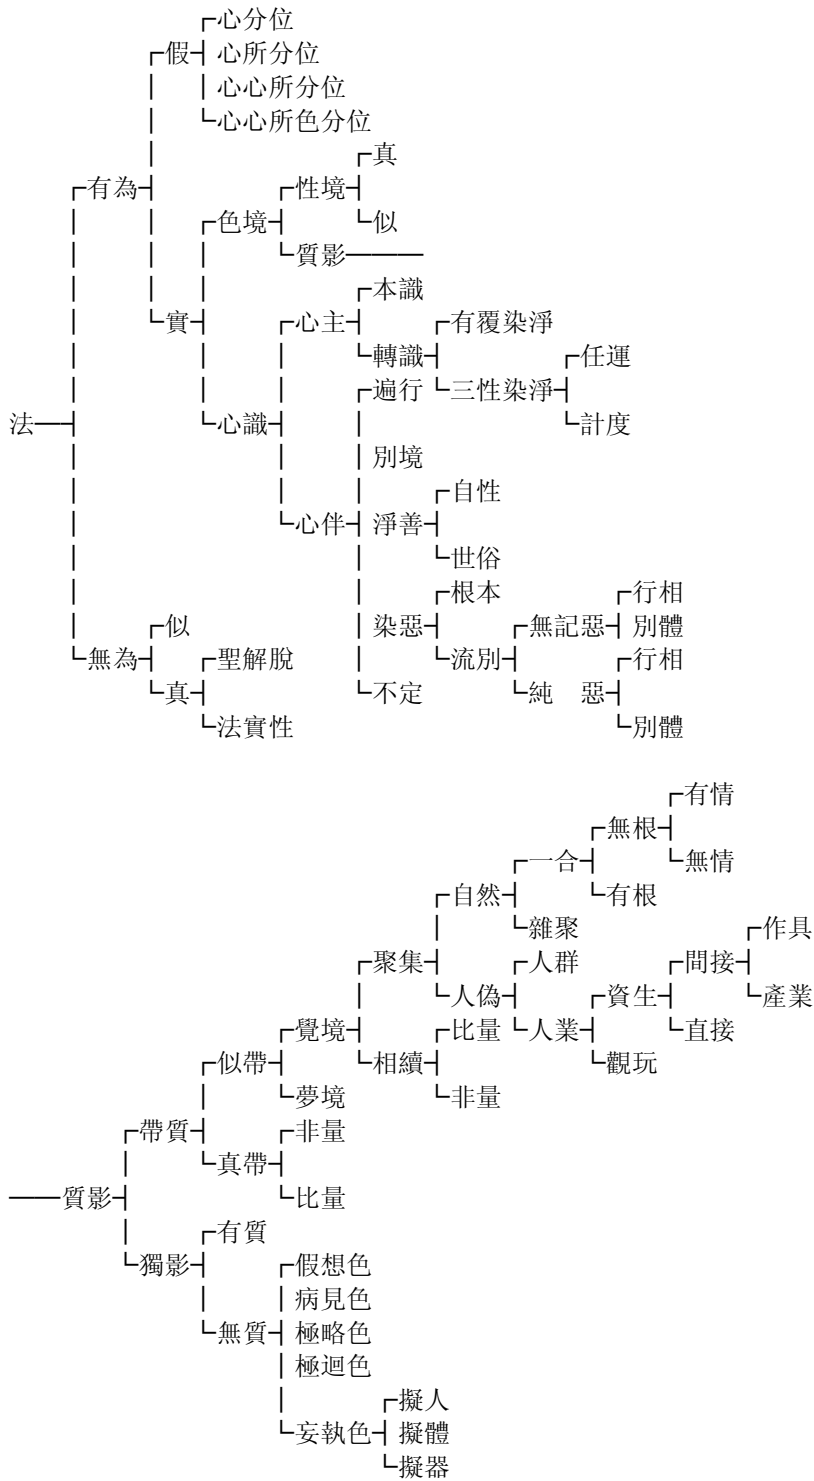 心分位
假 心所分位
心心所分位
心心所色分位
真
有為 性境
色境 似
質影
本識
實 心主 有覆染淨
轉識 任運
遍行 三性染淨
法 心識 計度
別境
自性
心伴 淨善
世俗
根本 行相
似 染惡 無記惡 別體
無為 聖解脫 流別 行相
真 不定 純 惡
法實性 別體
有情
無根
一合 無情
自然 有根
雜聚 作具
聚集 人群 間接
人偽 資生 產業
覺境 比量 人業 直接
似帶 相續 觀玩
夢境 非量
帶質 非量
真帶
質影 比量
有質
獨影 假想色
病見色
無質 極略色
極迴色
擬人
妄執色 擬體
擬器